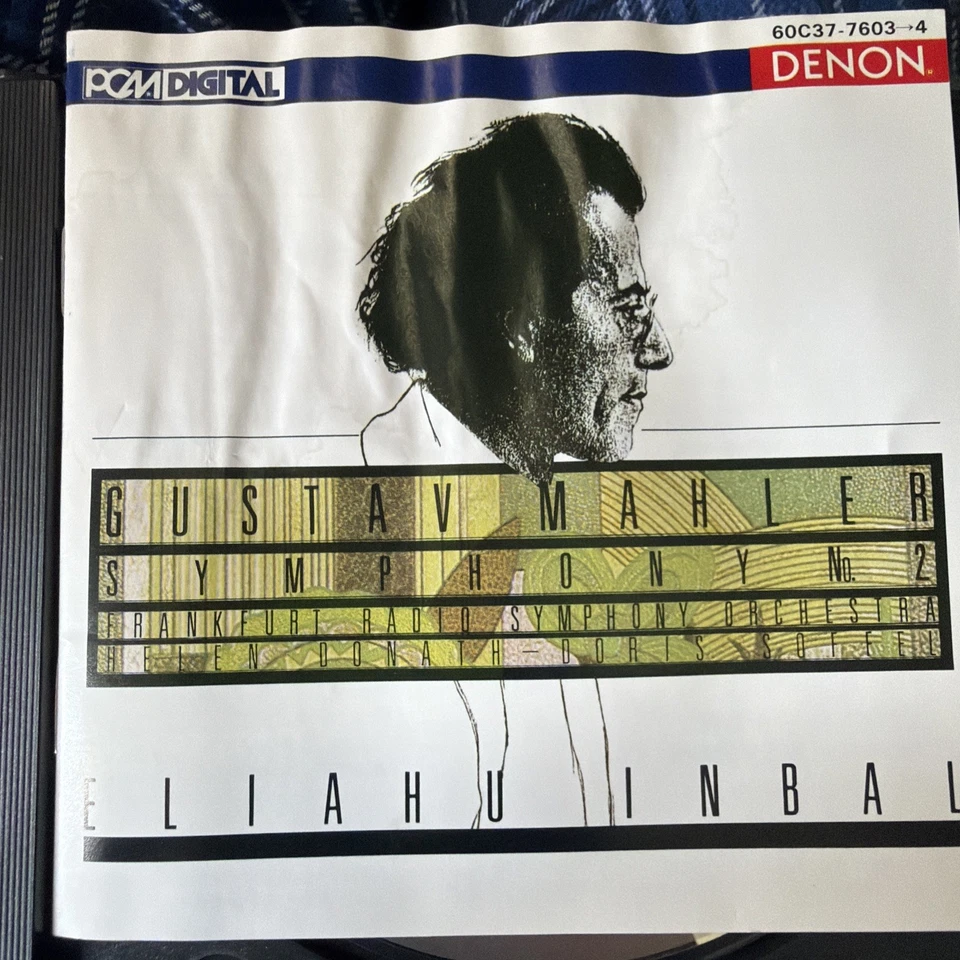 60C37-7603→4
PCM DIGITAL
DENON
GUSTAV MAHLER
SYMPHONY No. 2
FRANKFURT RADIO SYMPHONY ORCHESTRA
HELEN DONATH-DORIS SOFFEL
ELIAHU INBAL